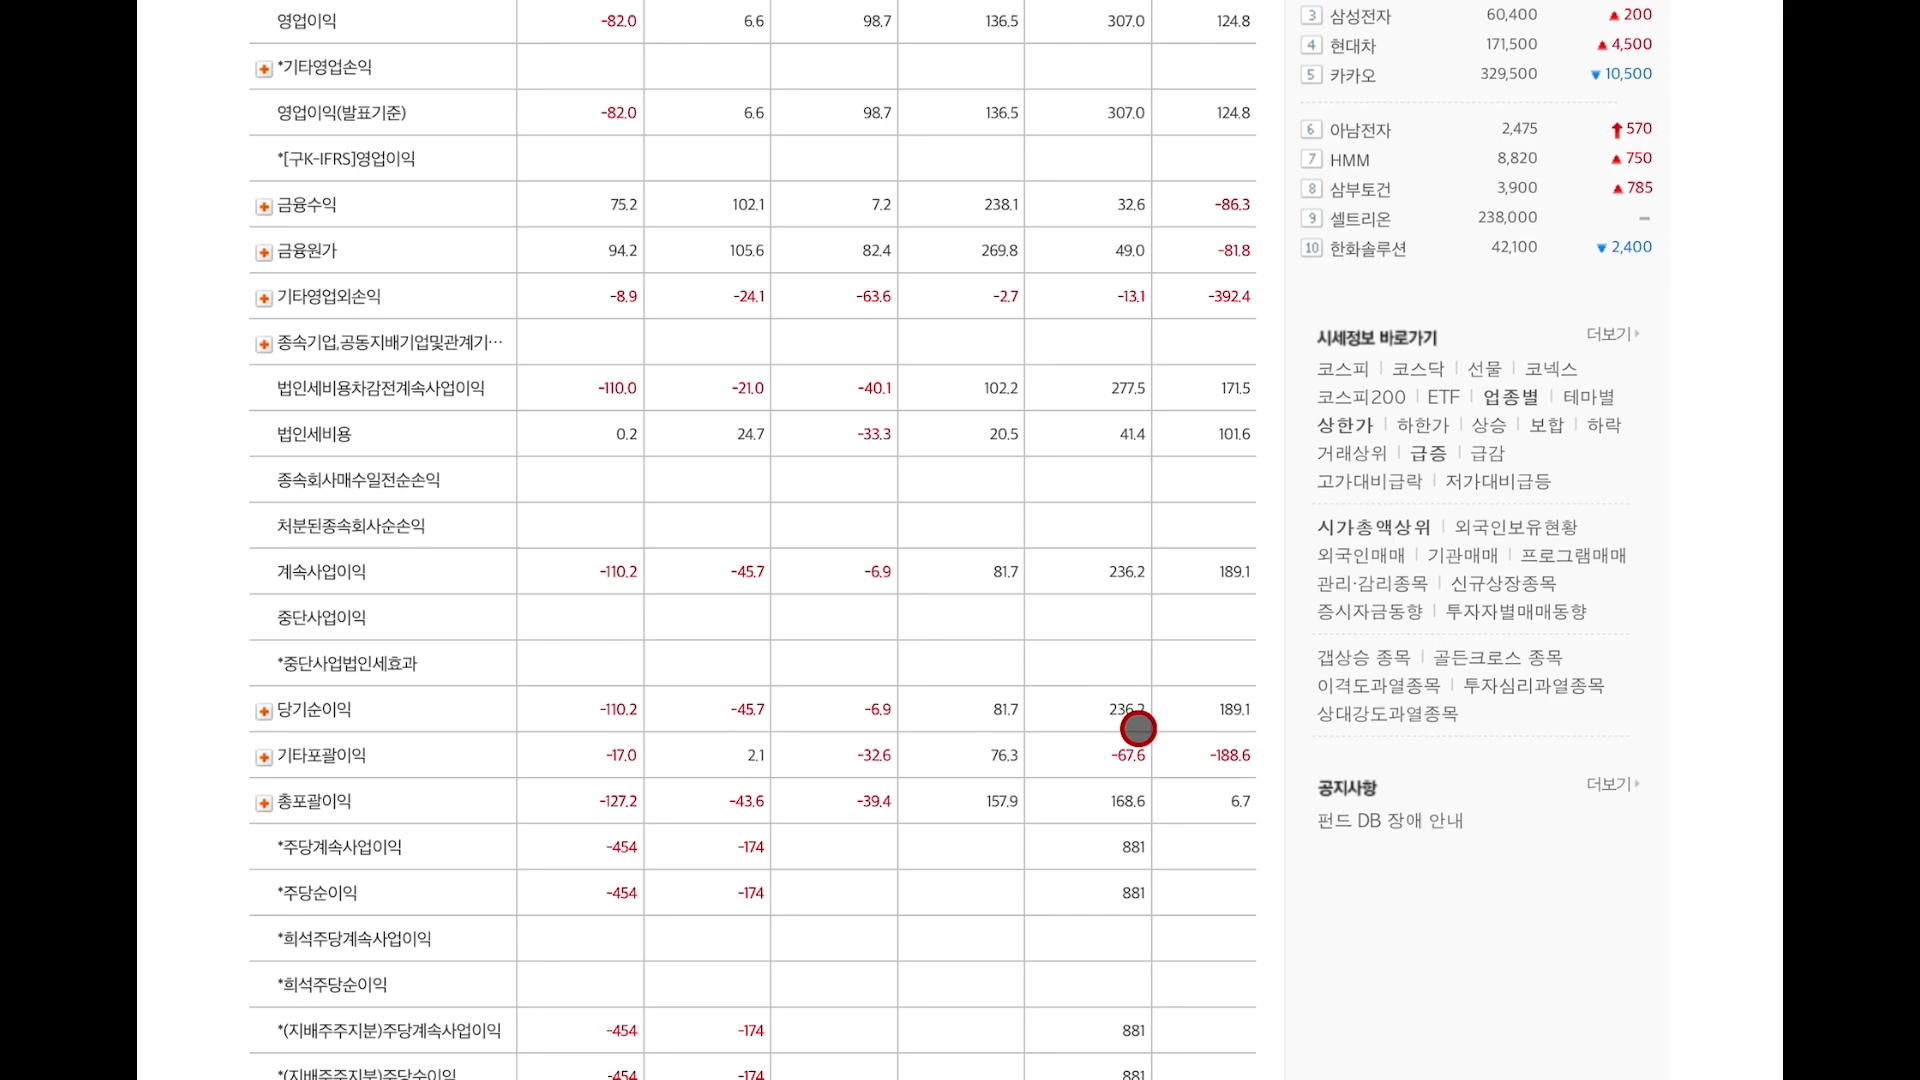 영업이익 -82.0 6.6 98.7 136.5 307.0 124.8
*기타영업손익
영업이익(발표기준) -82.0 6.6 98.7 136.5 307.0 124.8
*[구K-IFRS]영업이익
금융수익 75.2 102.1 7.2 238.1 32.6 -86.3
금융원가 94.2 105.6 82.4 269.8 49.0 -81.8
기타영업외손익 -8.9 -24.1 -63.6 -2.7 -13.1 -392.4
종속기업,공동지배기업및관계기…
법인세비용차감전계속사업이익 -110.0 -21.0 -40.1 102.2 277.5 171.5
법인세비용 0.2 24.7 -33.3 20.5 41.4 101.6
종속회사매수일전순손익
처분된종속회사순손익
계속사업이익 -110.2 -45.7 -6.9 81.7 236.2 189.1
중단사업이익
*중단사업법인세효과
당기순이익 -110.2 -45.7 -6.9 81.7 236.2 189.1
기타포괄이익 -17.0 2.1 -32.6 76.3 -67.6 -188.6
총포괄이익 -127.2 -43.6 -39.4 157.9 168.6 6.7
*주당계속사업이익 -454 -174 881
*주당순이익 -454 -174 881
*희석주당계속사업이익
*희석주당순이익
*(지배주주지분)주당계속사업이익 -454 -174 881
*(지배주주지분)주당순이익 -454 -174 881
3 삼성전자 60,400 ▲200
4 현대차 171,500 ▲4,500
5 카카오 329,500 ▼10,500
6 아남전자 2,475 ↑570
7 HMM 8,820 ▲750
8 삼부토건 3,900 ▲785
9 셀트리온 238,000 –
10 한화솔루션 42,100 ▼2,400
시세정보 바로가기 더보기
코스피 | 코스닥 | 선물 | 코넥스
코스피200 | ETF | 업종별 | 테마별
상한가 | 하한가 | 상승 | 보합 | 하락
거래상위 | 급증 | 급감
고가대비급락 | 저가대비급등
시가총액상위 | 외국인보유현황
외국인매매 | 기관매매 | 프로그램매매
관리·감리종목 | 신규상장종목
증시자금동향 | 투자자별매매동향
갭상승 종목 | 골든크로스 종목
이격도과열종목 | 투자심리과열종목
상대강도과열종목
공지사항 더보기
펀드 DB 장애 안내